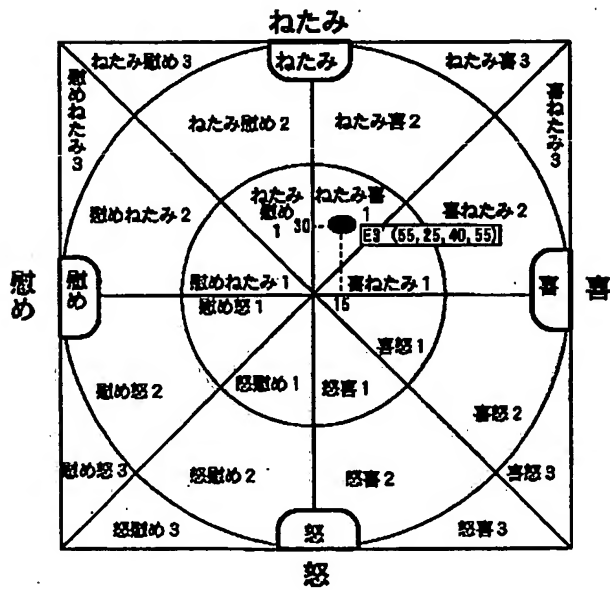 ねたみ
ねたみ
ねたみ慰め3
ねたみ喜3
慰めねたみ3
喜ねたみ3
ねたみ慰め2
ねたみ喜2
慰めねたみ2
喜ねたみ2
ねたみ
慰め
1
ねたみ喜
1
30
E3'(55,25,40,55)
慰め
慰め
慰めねたみ1
喜ねたみ1
喜
喜
慰め怒1
15
喜怒1
怒慰め1
怒喜1
慰め怒2
喜怒2
慰め怒3
怒慰め2
怒喜2
喜怒3
怒慰め3
怒
怒喜3
怒